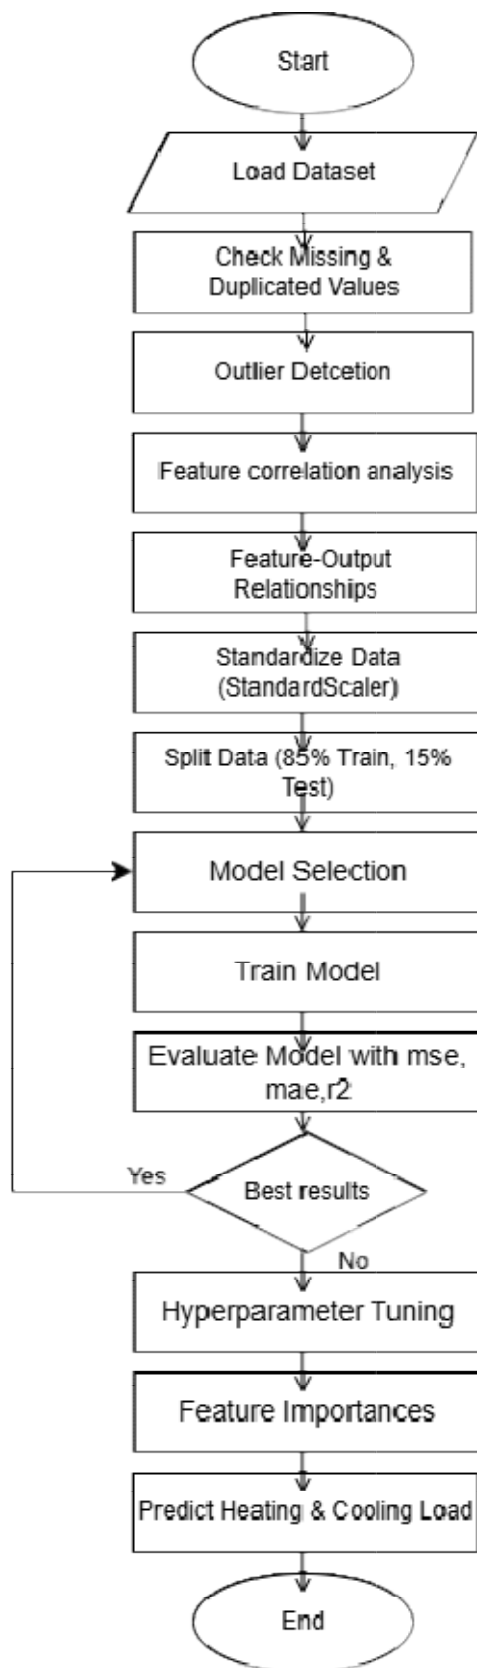 Start
Load Dataset
Check Missing &
Duplicated Values
Outlier Detcetion
Feature correlation analysis
Feature-Output
Relationships
Standardize Data
(StandardScaler)
Split Data (85% Train, 15%
Test)
Model Selection
Train Model
Evaluate Model with mse,
mae,r2
Yes
Best results
No
Hyperparameter Tuning
Feature Importances
Predict Heating & Cooling Load
End